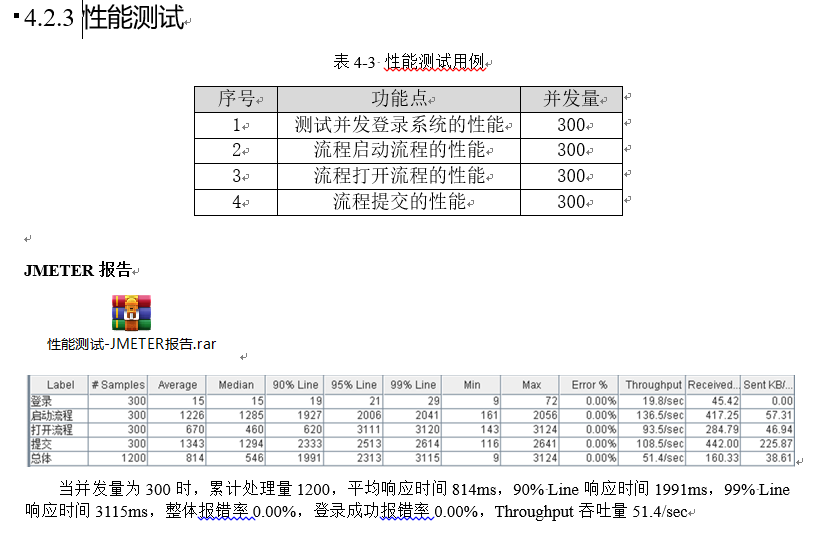 4.2.3 性能测试
表 4-3 性能测试用例
序号 功能点 并发量
1 测试并发登录系统的性能 300
2 流程启动流程的性能 300
3 流程打开流程的性能 300
4 流程提交的性能 300
JMETER 报告
性能测试-JMETER报告.rar
Label # Samples Average Median 90% Line 95% Line 99% Line Min Max Error % Throughput Received... Sent KB/...
登录 300 15 15 19 21 29 9 72 0.00% 19.8/sec 45.42 0.00
启动流程 300 1226 1285 1927 2006 2041 161 2056 0.00% 136.5/sec 417.25 57.31
打开流程 300 670 460 620 3111 3120 143 3124 0.00% 93.5/sec 284.79 46.94
提交 300 1343 1294 2333 2513 2614 116 2641 0.00% 108.5/sec 442.00 225.87
总体 1200 814 546 1991 2313 3115 9 3124 0.00% 51.4/sec 160.33 38.61
当并发量为 300 时，累计处理量 1200，平均响应时间 814ms，90% Line 响应时间 1991ms，99% Line
响应时间 3115ms，整体报错率 0.00%，登录成功报错率 0.00%，Throughput 吞吐量 51.4/sec